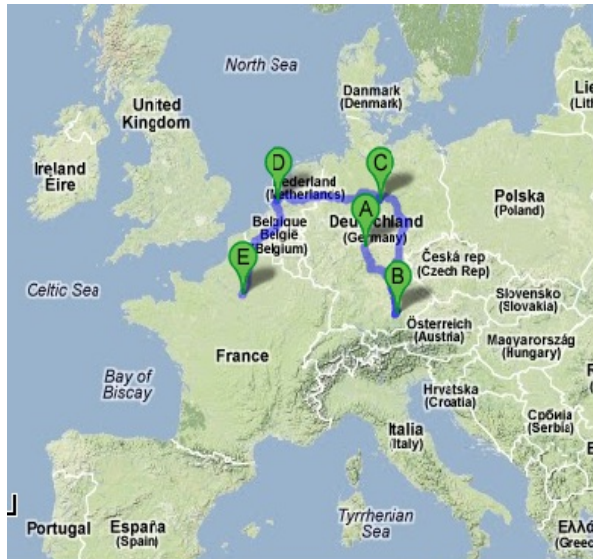 North Sea
Danmark
(Denmark)
United
Kingdom
Ireland
Éire
D
C
Nederland
(Netherlands)
A
Deutschland
(Germany)
Polska
(Poland)
België
(Belgium)
Belgique
E
B
Česká rep
(Czech Rep)
Celtic Sea
Slovensko
(Slovakia)
Österreich
(Austria)
Magyarország
(Hungary)
France
Bay of
Biscay
Hrvatska
(Croatia)
Србија
(Serbia)
Italia
(Italy)
Tyrrhenian
Sea
Portugal
España
(Spain)